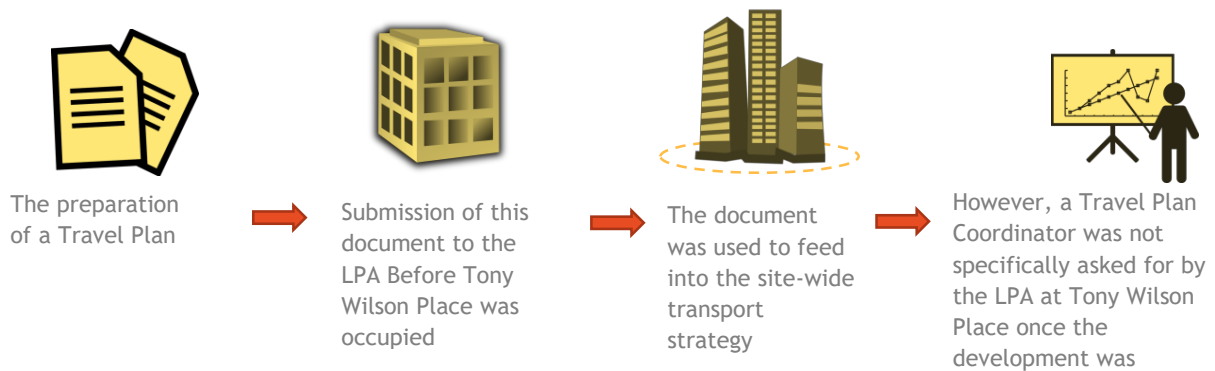 The preparation
of a Travel Plan
Submission of this
document to the
LPA Before Tony
Wilson Place was
occupied
The document
was used to feed
into the site-wide
transport
strategy
However, a Travel Plan
Coordinator was not
specifically asked for by
the LPA at Tony Wilson
Place once the
development was